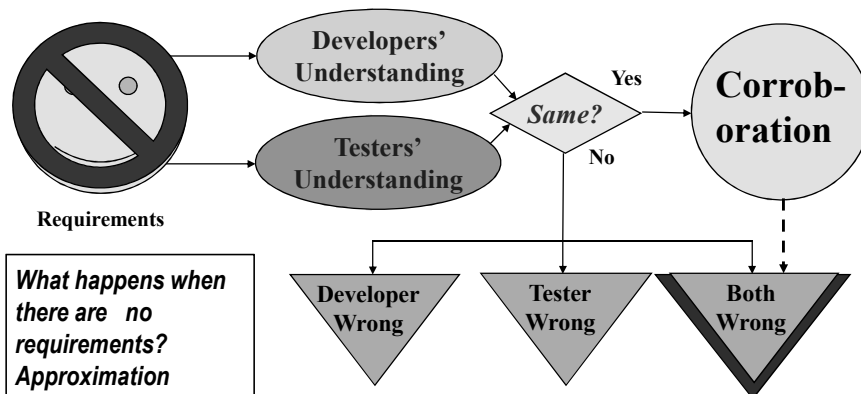 Developers'
Understanding
Testers'
Understanding
Requirements
Same?
Yes
No
Corrob-
oration
What happens when
there are no
requirements?
Approximation
Developer
Wrong
Tester
Wrong
Both
Wrong